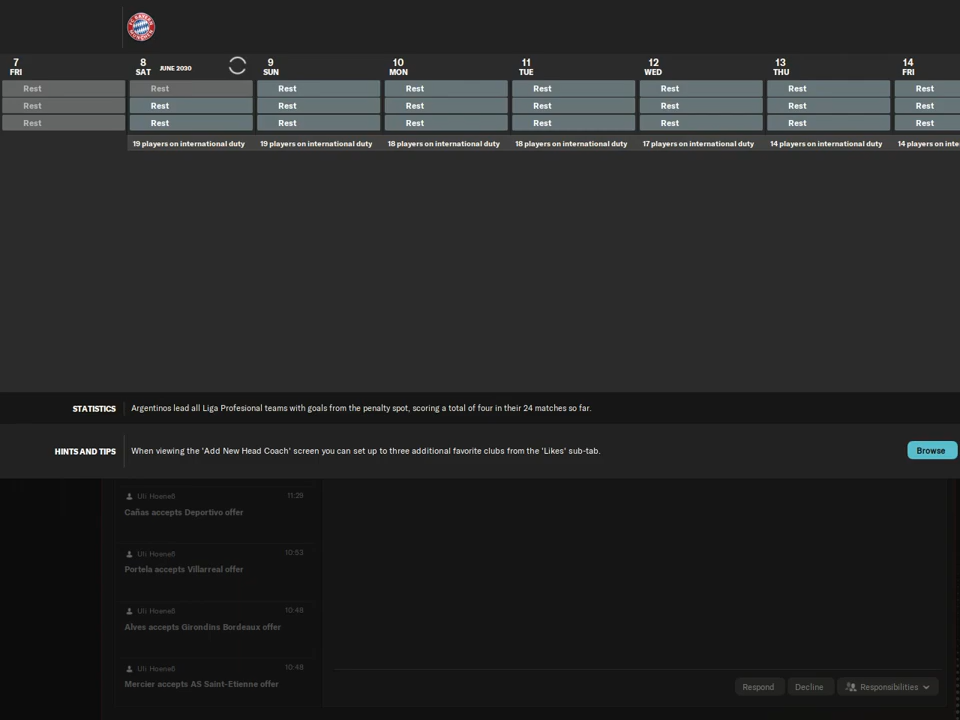 FC BAYERN
MÜNCHEN
7
FRI
8
SAT JUNE 2030
9
SUN
10
MON
11
TUE
12
WED
13
THU
14
FRI
Rest Rest Rest Rest Rest Rest Rest Rest
Rest Rest Rest Rest Rest Rest Rest Rest
Rest Rest Rest Rest Rest Rest Rest Rest
19 players on international duty 19 players on international duty 18 players on international duty 18 players on international duty 17 players on international duty 14 players on international duty 14 players on inte
STATISTICS Argentinos lead all Liga Profesional teams with goals from the penalty spot, scoring a total of four in their 24 matches so far.
HINTS AND TIPS When viewing the 'Add New Head Coach' screen you can set up to three additional favorite clubs from the 'Likes' sub-tab. Browse
Uli Hoeneß 11:29
Cañas accepts Deportivo offer
Uli Hoeneß 10:53
Portela accepts Villarreal offer
Uli Hoeneß 10:48
Alves accepts Girondins Bordeaux offer
Uli Hoeneß 10:48
Mercier accepts AS Saint-Etienne offer
Respond Decline Responsibilities